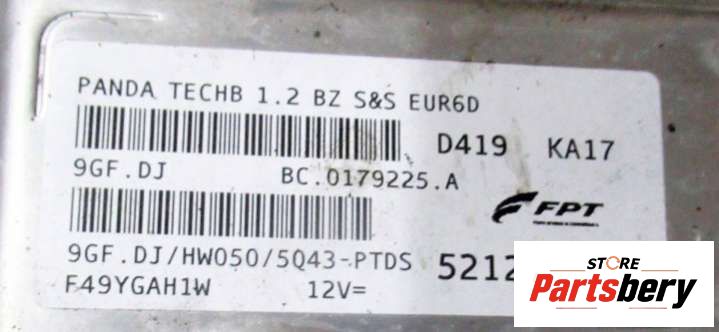 PANDA TECHB 1.2 BZ S&S EUR6D
D419 KA17
9GF.DJ BC.0179225.A
FPT
9GF.DJ/HW050/5Q43-PTDS 5212
F49YGAH1W 12V=
STORE
Partsbery